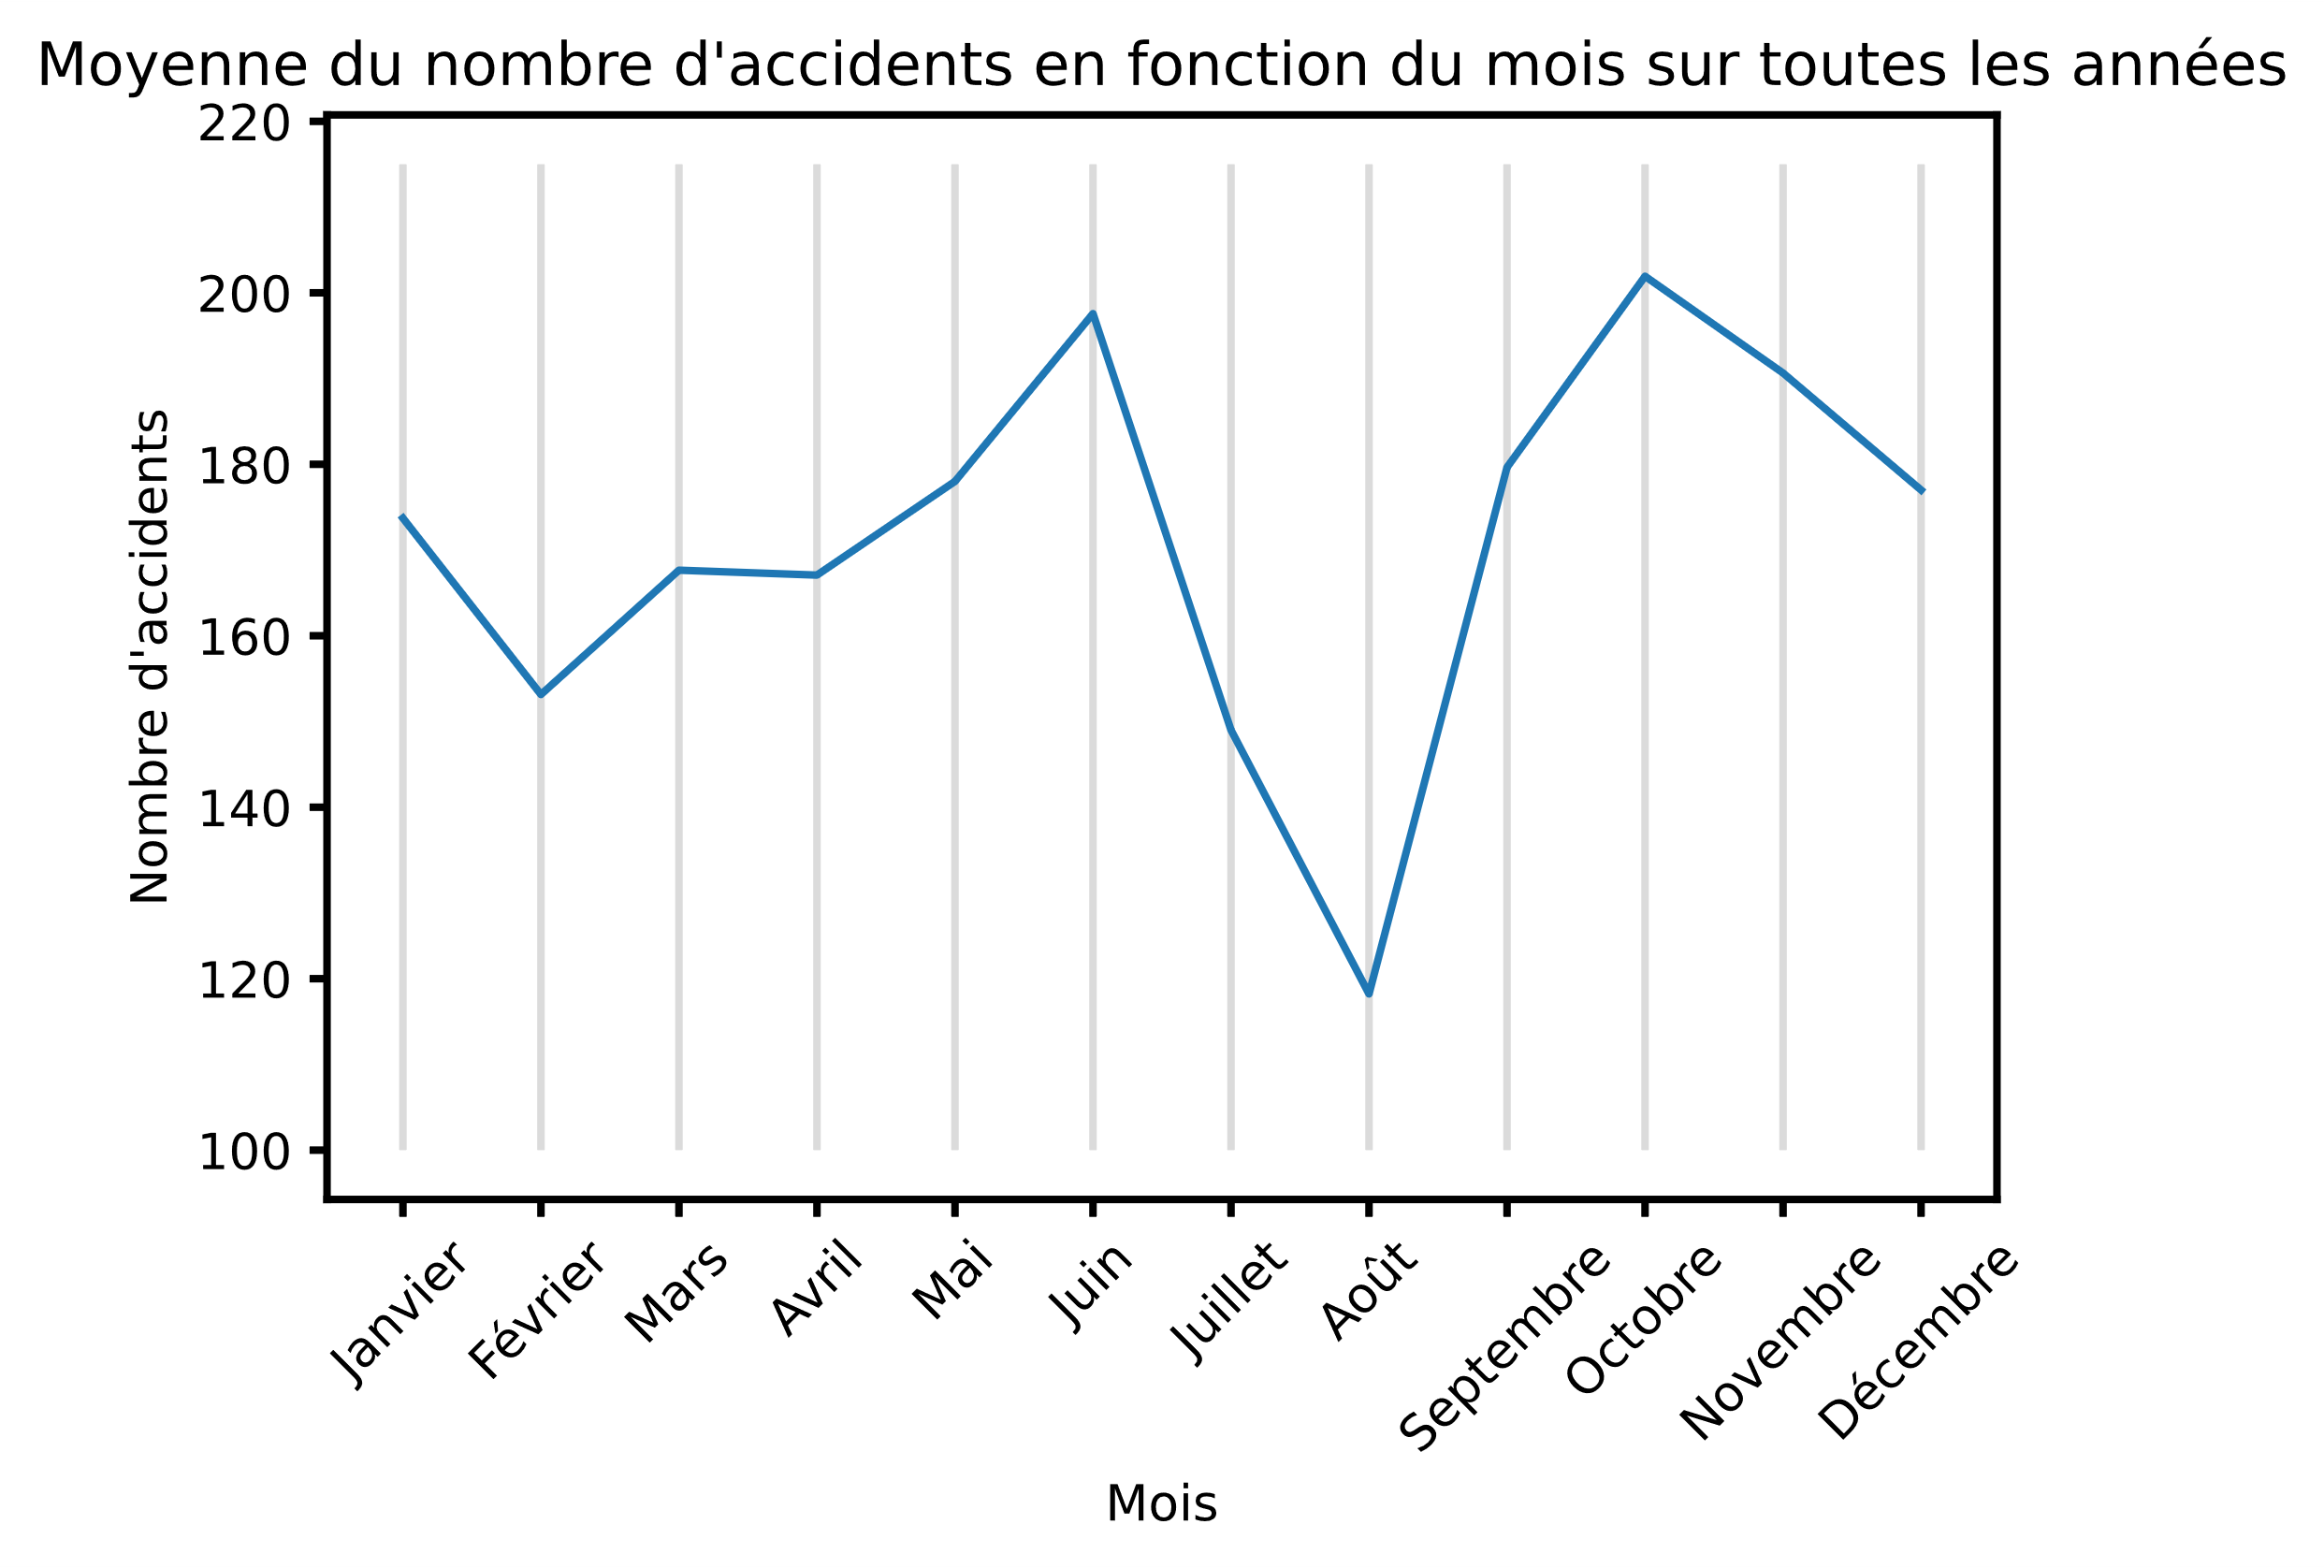 Moyenne du nombre d'accidents en fonction du mois sur toutes les années
220
200
180
160
140
120
100
Nombre d'accidents
Janvier
Février
Mars
Avril
Mai
Juin
Juillet
Août
Septembre
Octobre
Novembre
Décembre
Mois